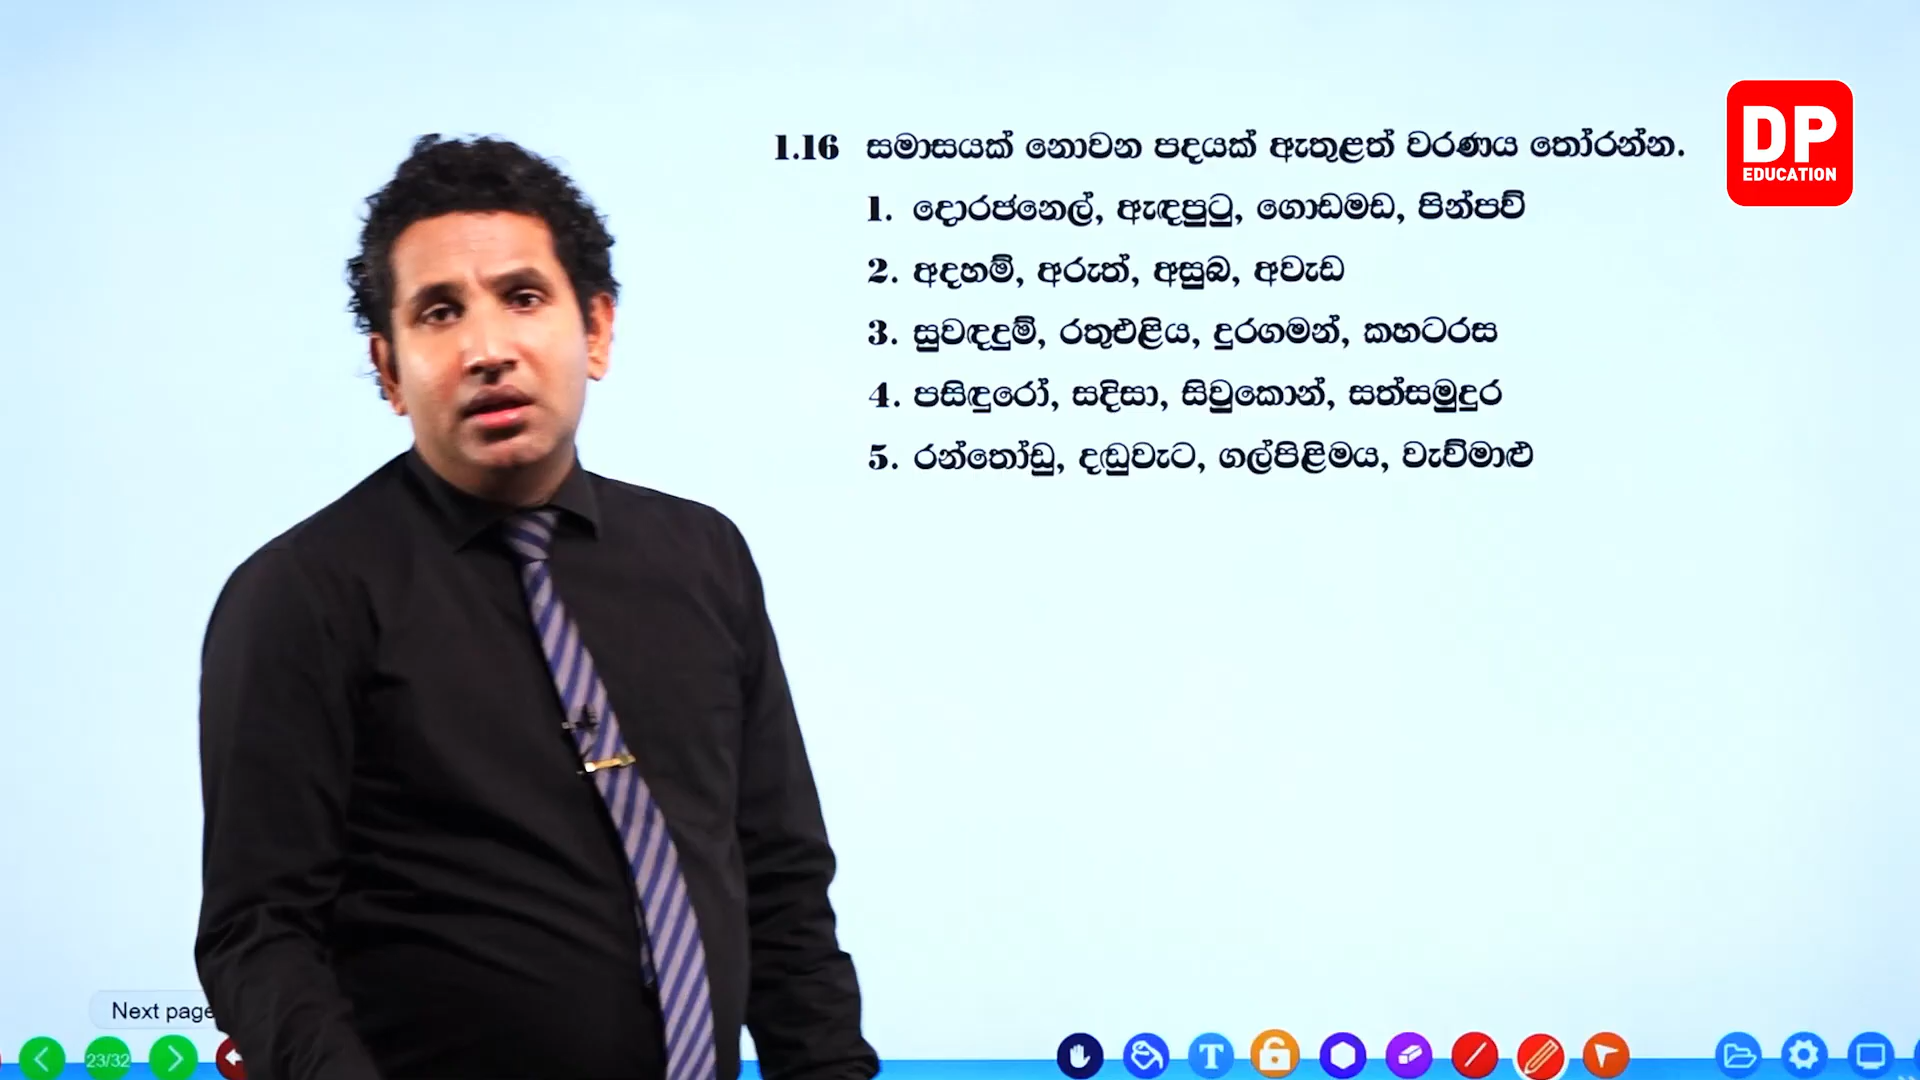 DP
EDUCATION
1.16 සමාසයක් නොවන පදයක් ඇතුළත් වරණය තෝරන්න.
1. දොරජනෙල්, ඇඳපුටු, ගොඩමඩ, පින්පව්
2. අදහම්, අරුත්, අසුබ, අවැඩ
3. සුවඳදුම්, රතුඑළිය, දුරගමන්, කහටරස
4. පසිඳුරෝ, සදිසා, සිවුකොන්, සත්සමුදුර
5. රන්තෝඩු, දඬුවැට, ගල්පිළිමය, වැව්මාළු
Next page
23/32
T